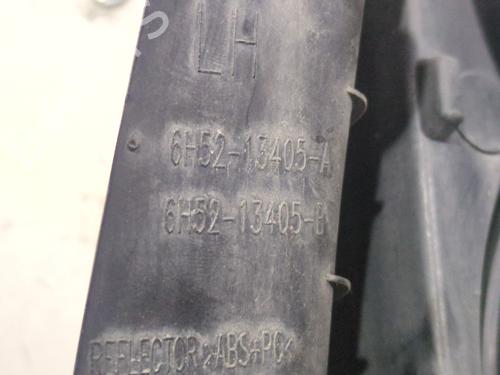 LH
6H52-13405-A
6H52-13405-B
REFLECTOR >ABS+PC<